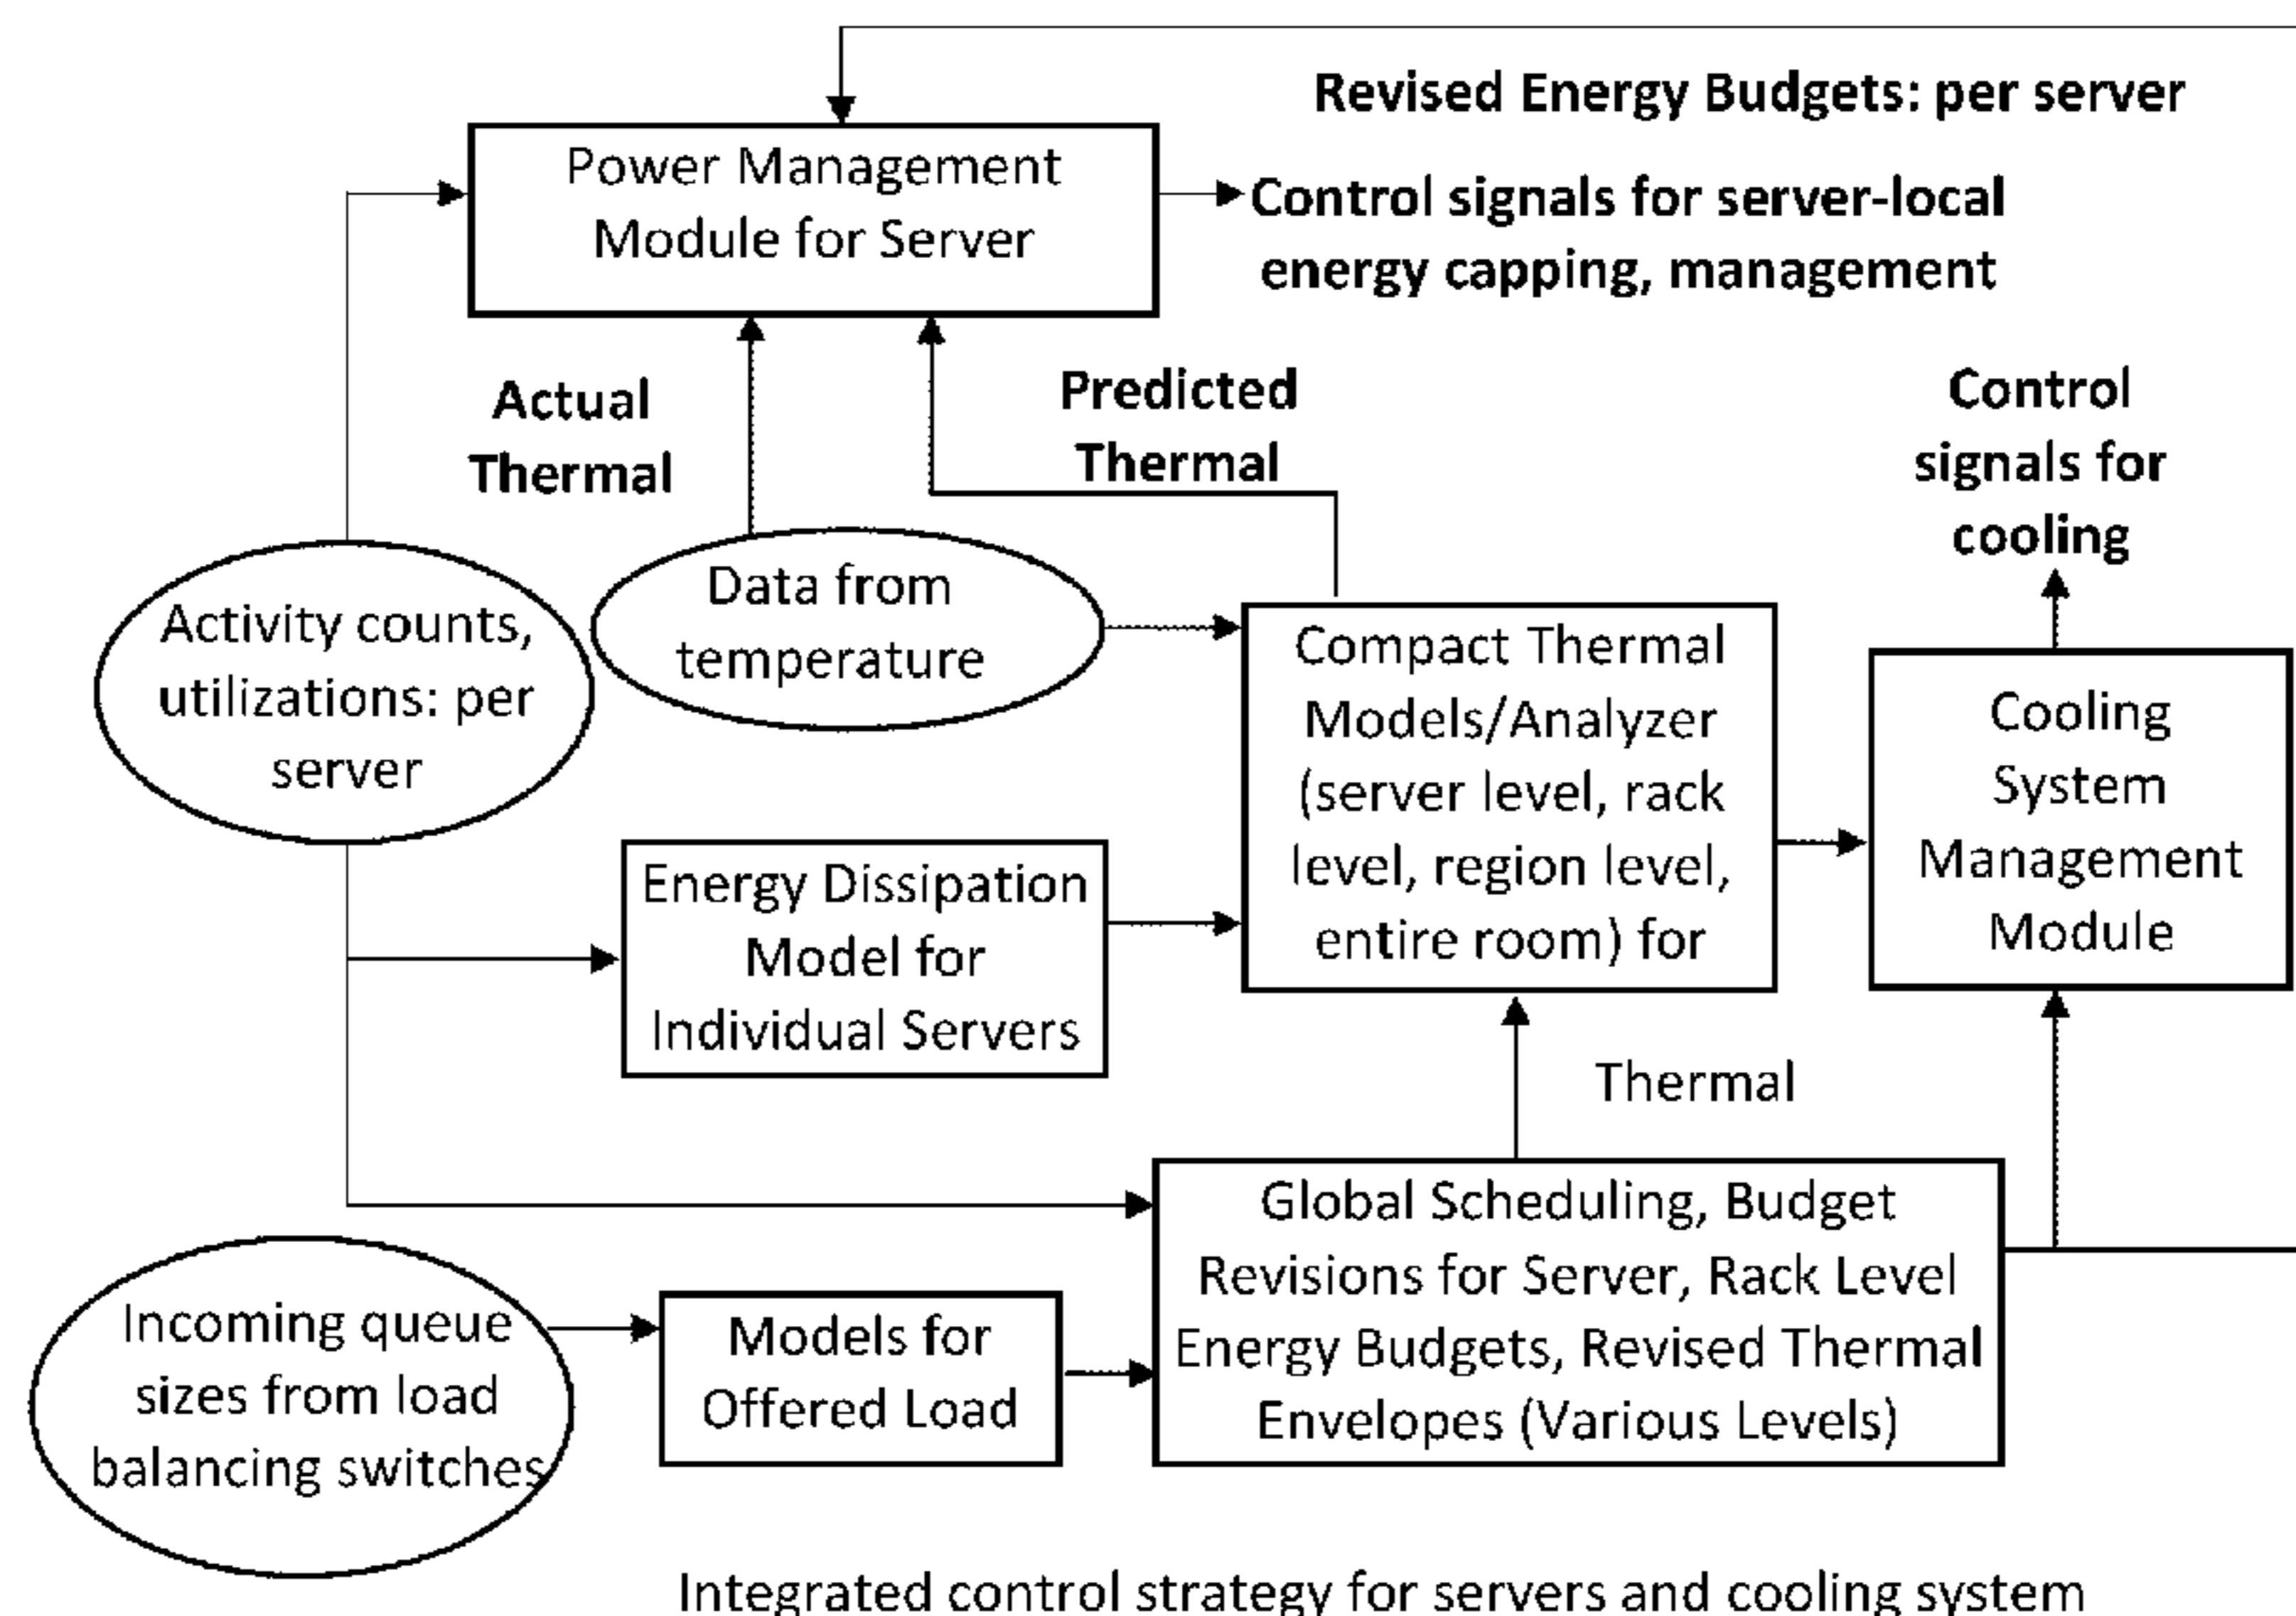 Revised Energy Budgets: per server
Power Management
Module for Server
Control signals for server-local
energy capping, management
Actual
Thermal
Predicted
Thermal
Control
signals for
cooling
Activity counts,
utilizations: per
server
Data from
temperature
Compact Thermal
Models/Analyzer
(server level, rack
level, region level,
entire room) for
Cooling
System
Management
Module
Energy Dissipation
Model for
Individual Servers
Thermal
Global Scheduling, Budget
Revisions for Server, Rack Level
Energy Budgets, Revised Thermal
Envelopes (Various Levels)
Incoming queue
sizes from load
balancing switches
Models for
Offered Load
Integrated control strategy for servers and cooling system